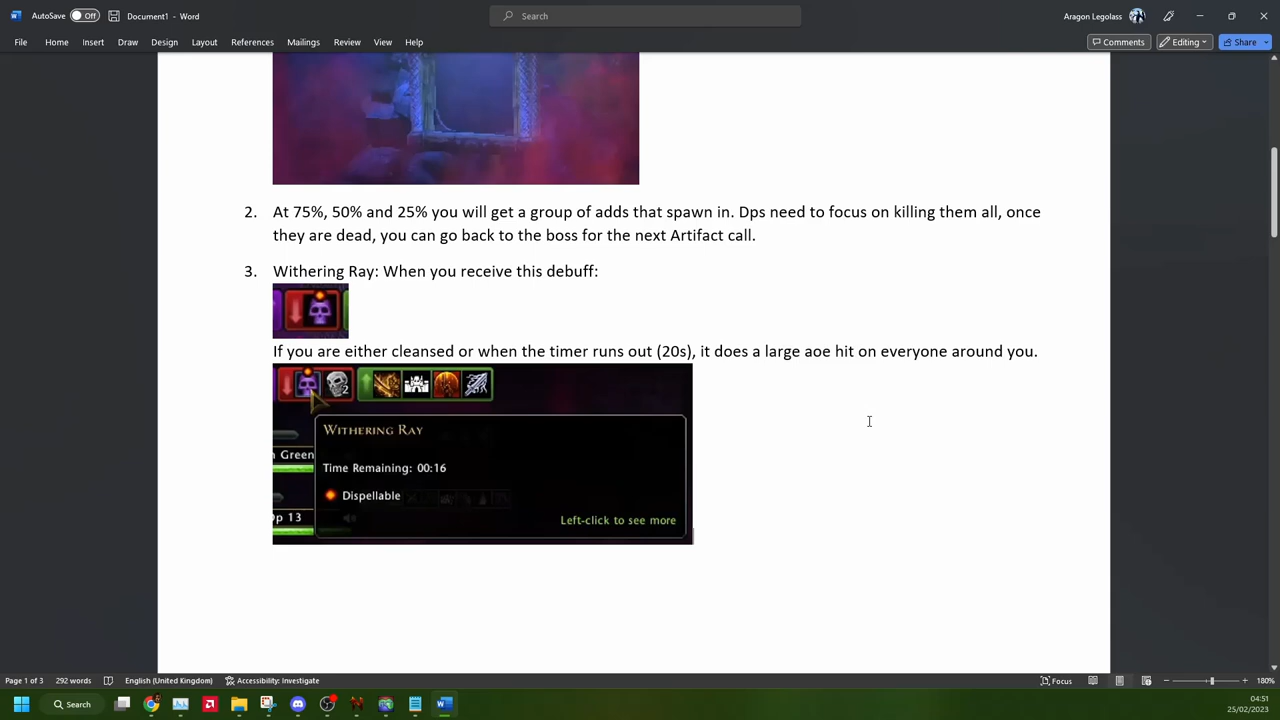 AutoSave Off Document1 - Word Search Aragon Legolass
File Home Insert Draw Design Layout References Mailings Review View Help Comments Editing Share
2. At 75%, 50% and 25% you will get a group of adds that spawn in. Dps need to focus on killing them all, once
they are dead, you can go back to the boss for the next Artifact call.
3. Withering Ray: When you receive this debuff:
If you are either cleansed or when the timer runs out (20s), it does a large aoe hit on everyone around you.
2
Withering Ray
Green
Time Remaining: 00:16
Dispellable
13
Left-click to see more
Page 1 of 3 292 words English (United Kingdom) Accessibility: Investigate Focus 180%
Search 04:51
25/02/2023